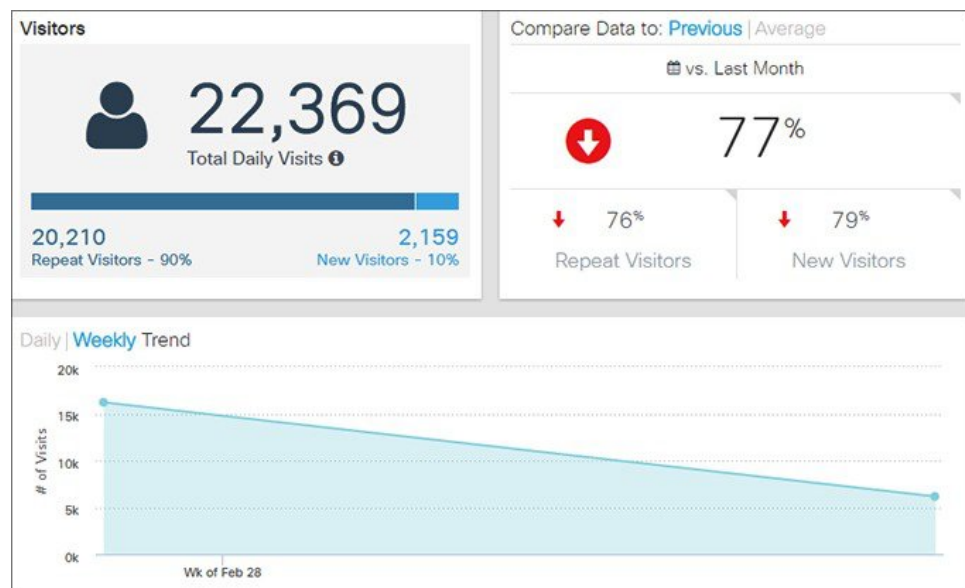 Visitors
22,369
Total Daily Visits
20,210
Repeat Visitors - 90%
2,159
New Visitors - 10%
Compare Data to: Previous | Average
vs. Last Month
77%
76%
Repeat Visitors
79%
New Visitors
Daily | Weekly Trend
# of Visits
20k
15k
10k
5k
0k
Wk of Feb 28